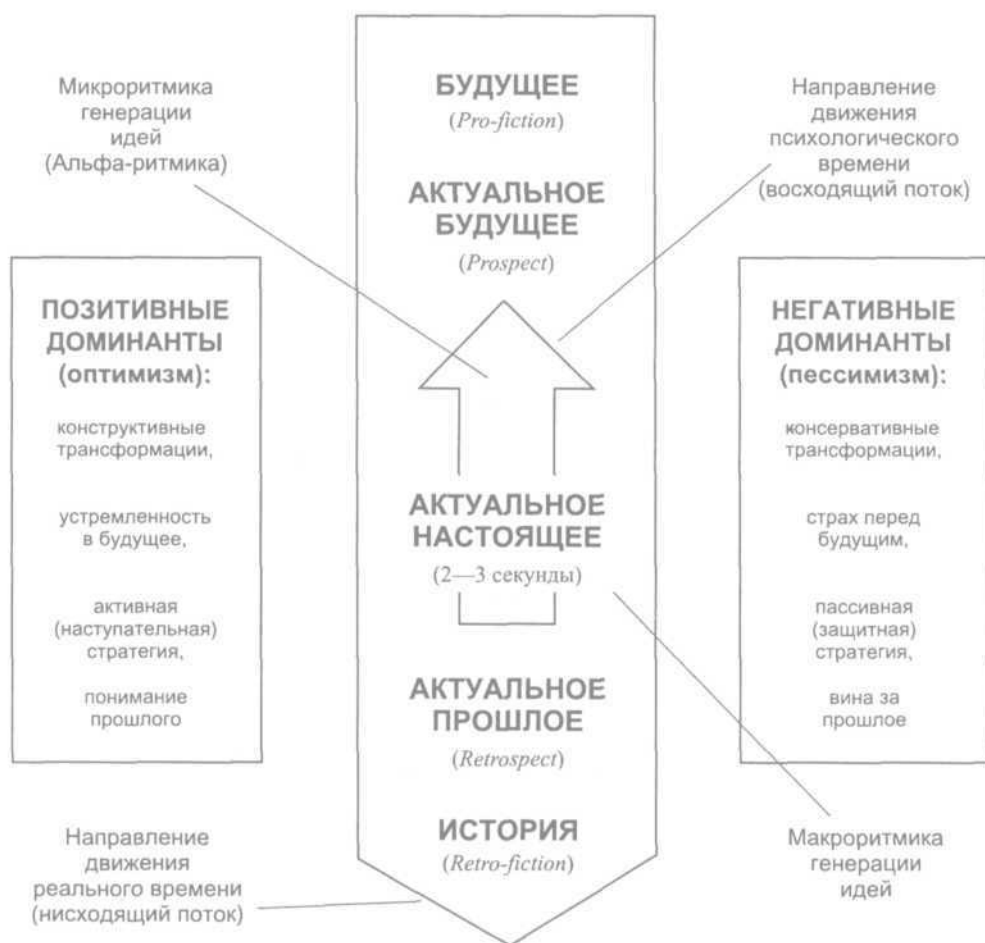 Микроритмика
генерации
идей
(Альфа-ритмика)
БУДУЩЕЕ
(Pro-fiction)
АКТУАЛЬНОЕ
БУДУЩЕЕ
(Prospect)
Направление
движения
психологического
времени
(восходящий поток)
ПОЗИТИВНЫЕ
ДОМИНАНТЫ
(оптимизм):
конструктивные
трансформации,
устремленность
в будущее,
активная
(наступательная)
стратегия,
понимание
прошлого
АКТУАЛЬНОЕ
НАСТОЯЩЕЕ
(2—3 секунды)
АКТУАЛЬНОЕ
ПРОШЛОЕ
(Retrospect)
ИСТОРИЯ
(Retro-fiction)
НЕГАТИВНЫЕ
ДОМИНАНТЫ
(пессимизм):
консервативные
трансформации,
страх перед
будущим,
пассивная
(защитная)
стратегия,
вина за
прошлое
Направление
движения
реального времени
(нисходящий поток)
Макроритмика
генерации
идей